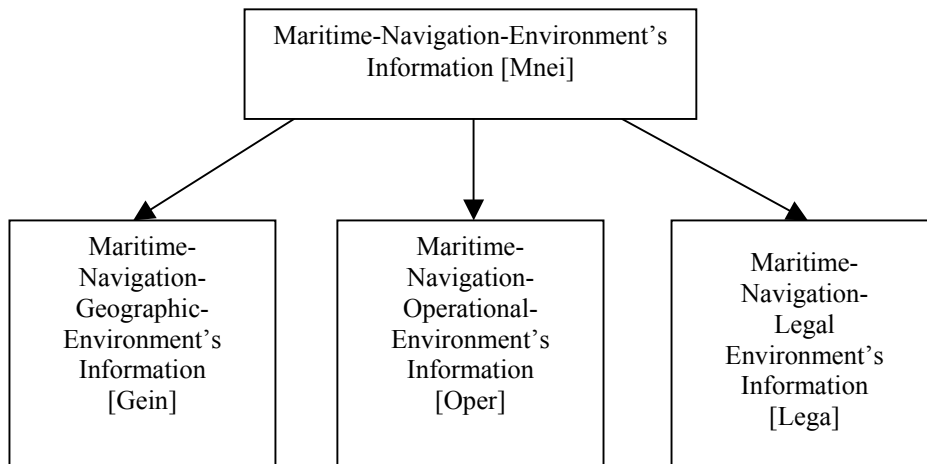 Maritime-Navigation-Environment’s
Information [Mnei]
Maritime-
Navigation-
Geographic-
Environment’s
Information
[Gein]
Maritime-
Navigation-
Operational-
Environment’s
Information
[Oper]
Maritime-
Navigation-
Legal
Environment’s
Information
[Lega]